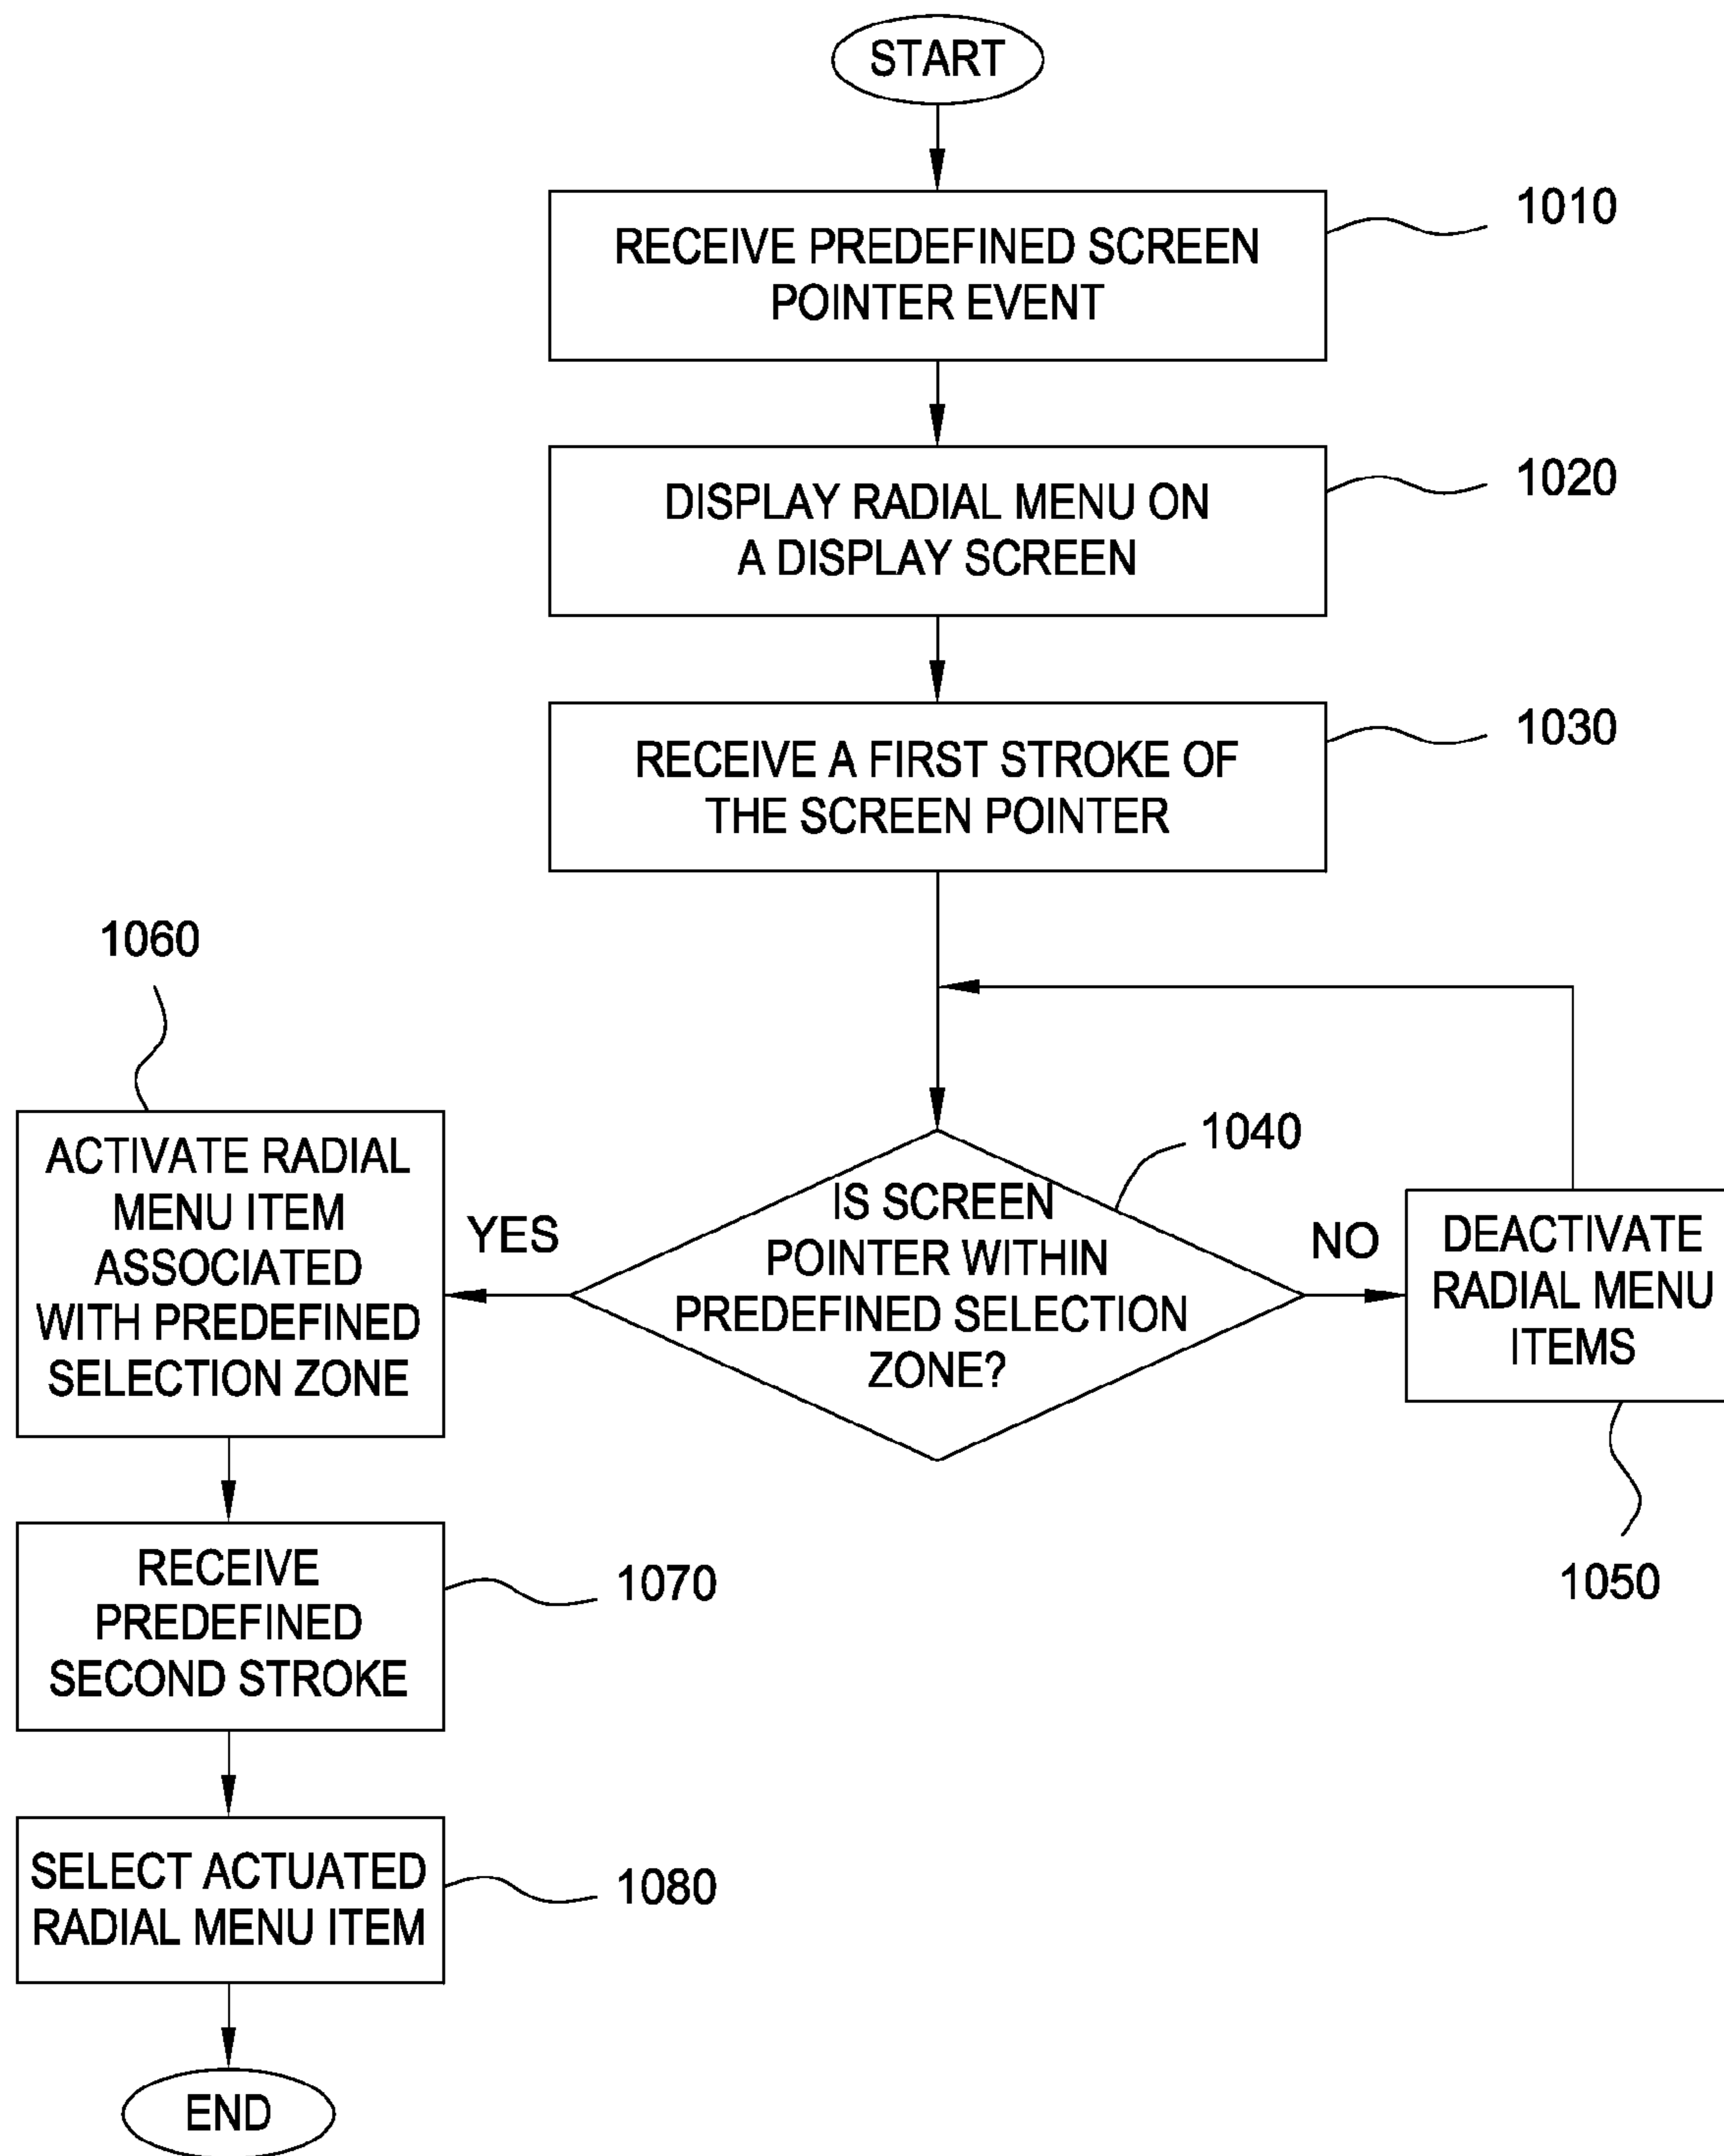 START
RECEIVE PREDEFINED SCREEN
POINTER EVENT
1010
DISPLAY RADIAL MENU ON
A DISPLAY SCREEN
1020
RECEIVE A FIRST STROKE OF
THE SCREEN POINTER
1030
1060
ACTIVATE RADIAL
MENU ITEM
ASSOCIATED
WITH PREDEFINED
SELECTION ZONE
YES
IS SCREEN
POINTER WITHIN
PREDEFINED SELECTION
ZONE?
1040
NO
DEACTIVATE
RADIAL MENU
ITEMS
1050
RECEIVE
PREDEFINED
SECOND STROKE
1070
SELECT ACTUATED
RADIAL MENU ITEM
1080
END